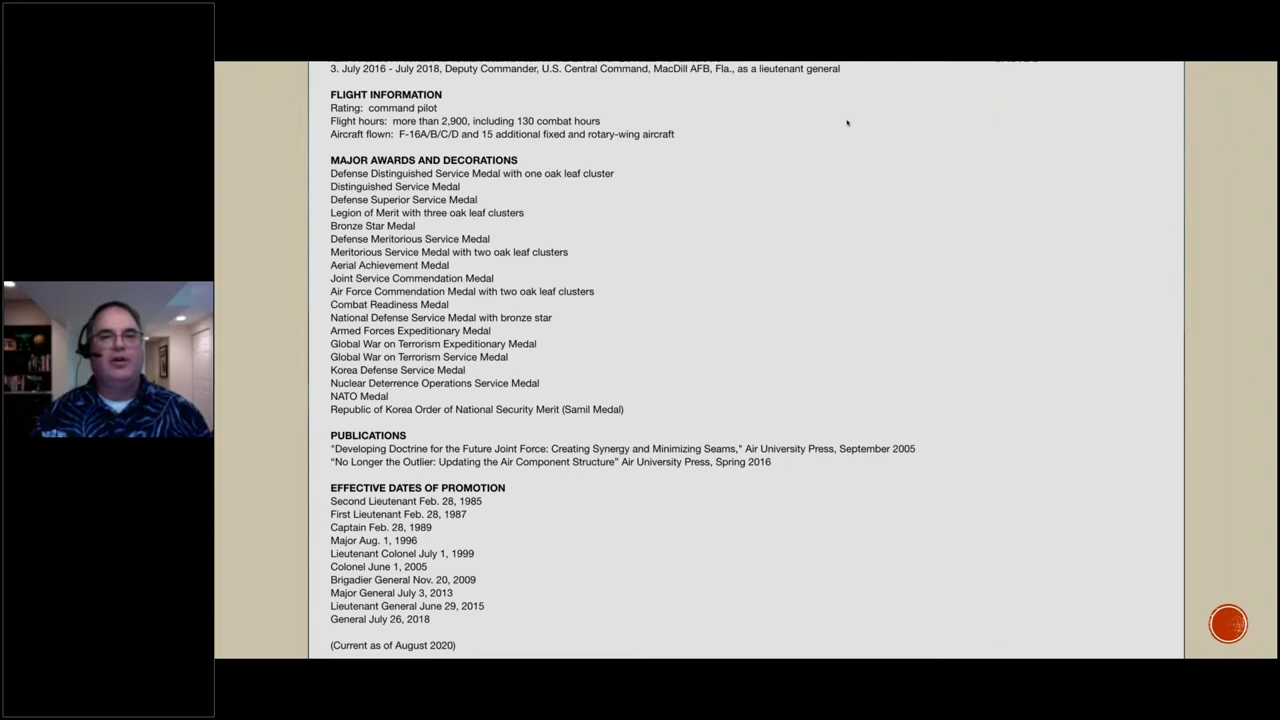 3. July 2016 - July 2018, Deputy Commander, U.S. Central Command, MacDill AFB, Fla., as a lieutenant general
FLIGHT INFORMATION
Rating: command pilot
Flight hours: more than 2,900, including 130 combat hours
Aircraft flown: F-16A/B/C/D and 15 additional fixed and rotary-wing aircraft
MAJOR AWARDS AND DECORATIONS
Defense Distinguished Service Medal with one oak leaf cluster
Distinguished Service Medal
Defense Superior Service Medal
Legion of Merit with three oak leaf clusters
Bronze Star Medal
Defense Meritorious Service Medal
Meritorious Service Medal with two oak leaf clusters
Aerial Achievement Medal
Joint Service Commendation Medal
Air Force Commendation Medal with two oak leaf clusters
Combat Readiness Medal
National Defense Service Medal with bronze star
Armed Forces Expeditionary Medal
Global War on Terrorism Expeditionary Medal
Global War on Terrorism Service Medal
Korea Defense Service Medal
Nuclear Deterrence Operations Service Medal
NATO Medal
Republic of Korea Order of National Security Merit (Samil Medal)
PUBLICATIONS
"Developing Doctrine for the Future Joint Force: Creating Synergy and Minimizing Seams," Air University Press, September 2005
“No Longer the Outlier: Updating the Air Component Structure” Air University Press, Spring 2016
EFFECTIVE DATES OF PROMOTION
Second Lieutenant Feb. 28, 1985
First Lieutenant Feb. 28, 1987
Captain Feb. 28, 1989
Major Aug. 1, 1996
Lieutenant Colonel July 1, 1999
Colonel June 1, 2005
Brigadier General Nov. 20, 2009
Major General July 3, 2013
Lieutenant General June 29, 2015
General July 26, 2018
(Current as of August 2020)